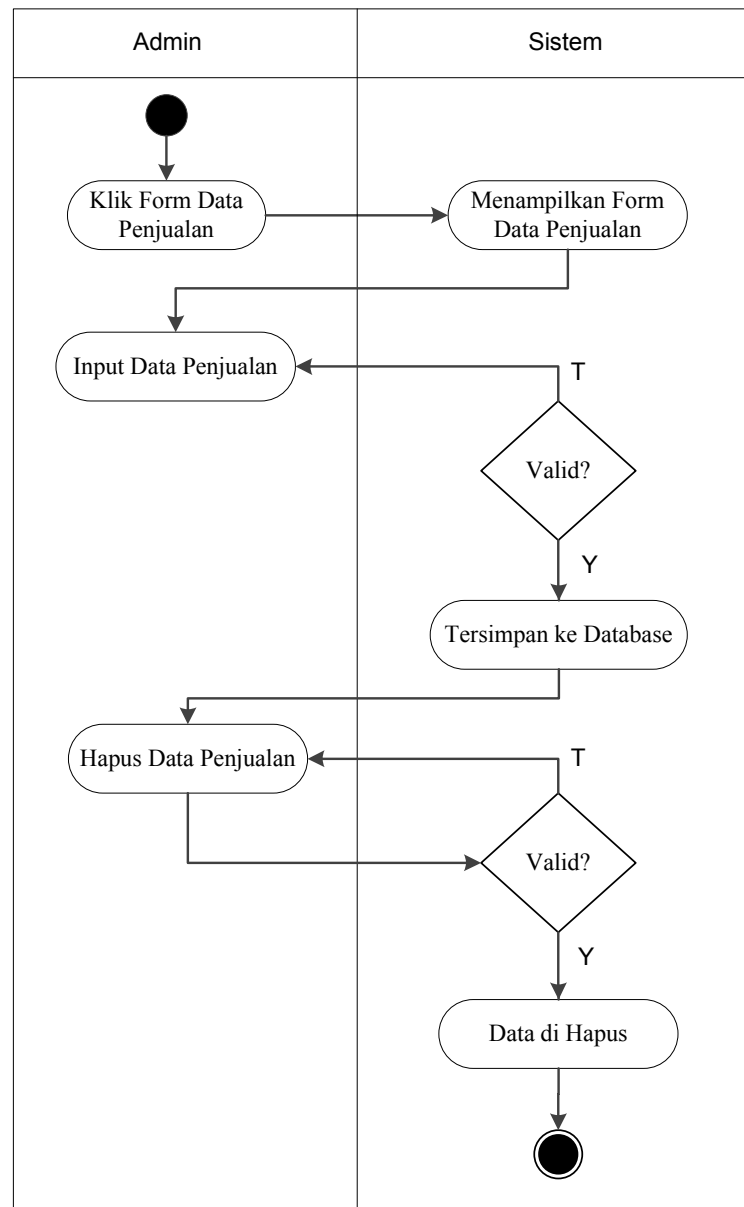 Admin
Sistem
Klik Form Data
Penjualan
Menampilkan Form
Data Penjualan
Input Data Penjualan
T
Valid?
Y
Tersimpan ke Database
Hapus Data Penjualan
T
Valid?
Y
Data di Hapus